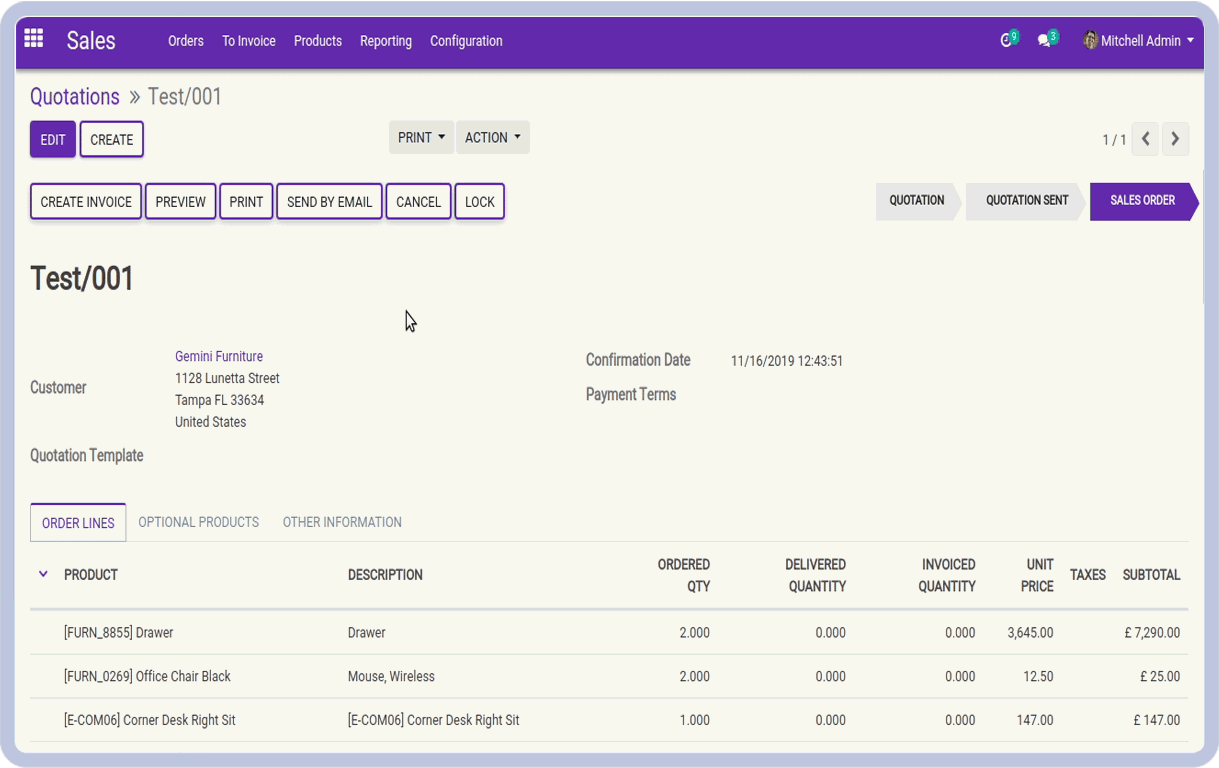 Sales Orders To Invoice Products Reporting Configuration 9 3 Mitchell Admin
Quotations » Test/001
EDIT CREATE PRINT ACTION 1 / 1
CREATE INVOICE PREVIEW PRINT SEND BY EMAIL CANCEL LOCK QUOTATION QUOTATION SENT SALES ORDER
Test/001
Customer
Gemini Furniture
1128 Lunetta Street
Tampa FL 33634
United States
Confirmation Date 11/16/2019 12:43:51
Payment Terms
Quotation Template
ORDER LINES OPTIONAL PRODUCTS OTHER INFORMATION
PRODUCT DESCRIPTION ORDERED QTY DELIVERED QUANTITY INVOICED QUANTITY UNIT PRICE TAXES SUBTOTAL
[FURN_8855] Drawer Drawer 2.000 0.000 0.000 3,645.00 £ 7,290.00
[FURN_0269] Office Chair Black Mouse, Wireless 2.000 0.000 0.000 12.50 £ 25.00
[E-COM06] Corner Desk Right Sit [E-COM06] Corner Desk Right Sit 1.000 0.000 0.000 147.00 £ 147.00